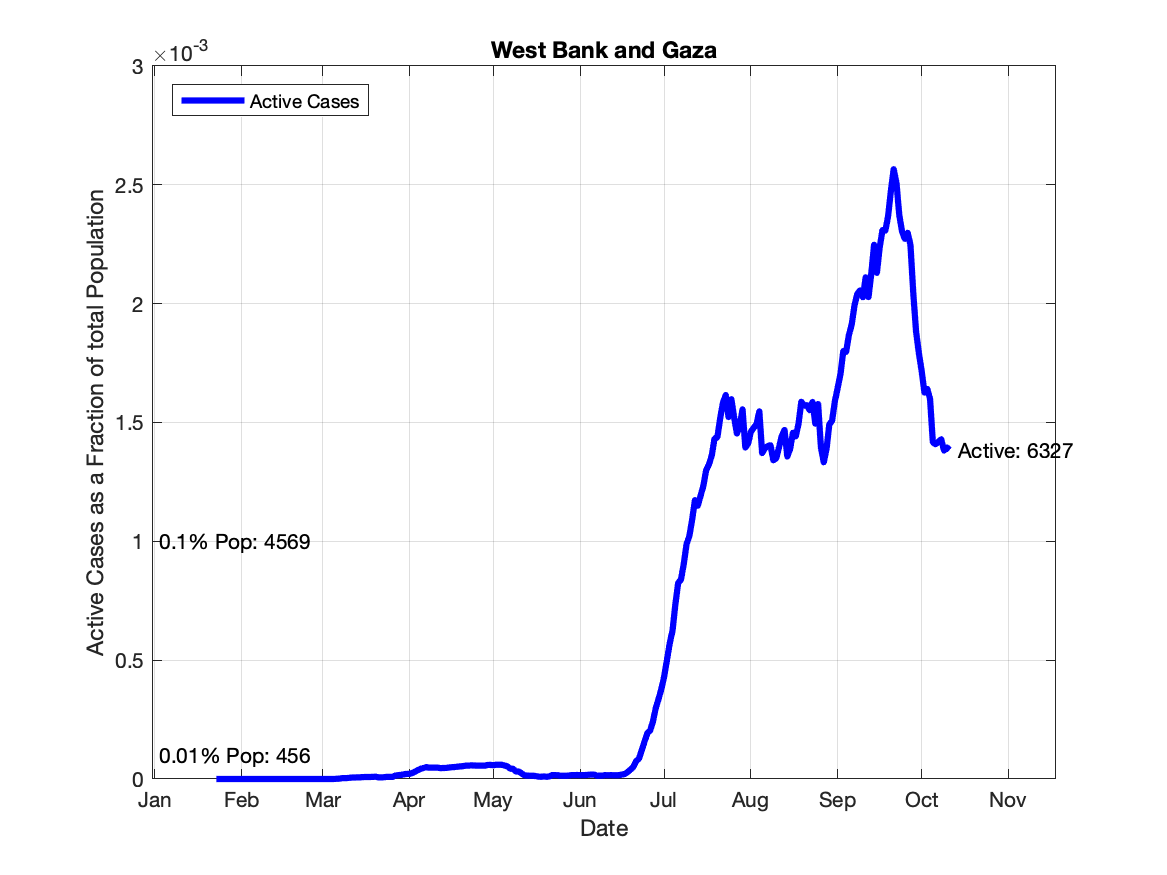 West Bank and Gaza
×10-3
Active Cases
3
2.5
2
1.5
1
0.5
0
Active Cases as a Fraction of total Population
0.1% Pop: 4569
0.01% Pop: 456
Active: 6327
Jan Feb Mar Apr May Jun Jul Aug Sep Oct Nov
Date